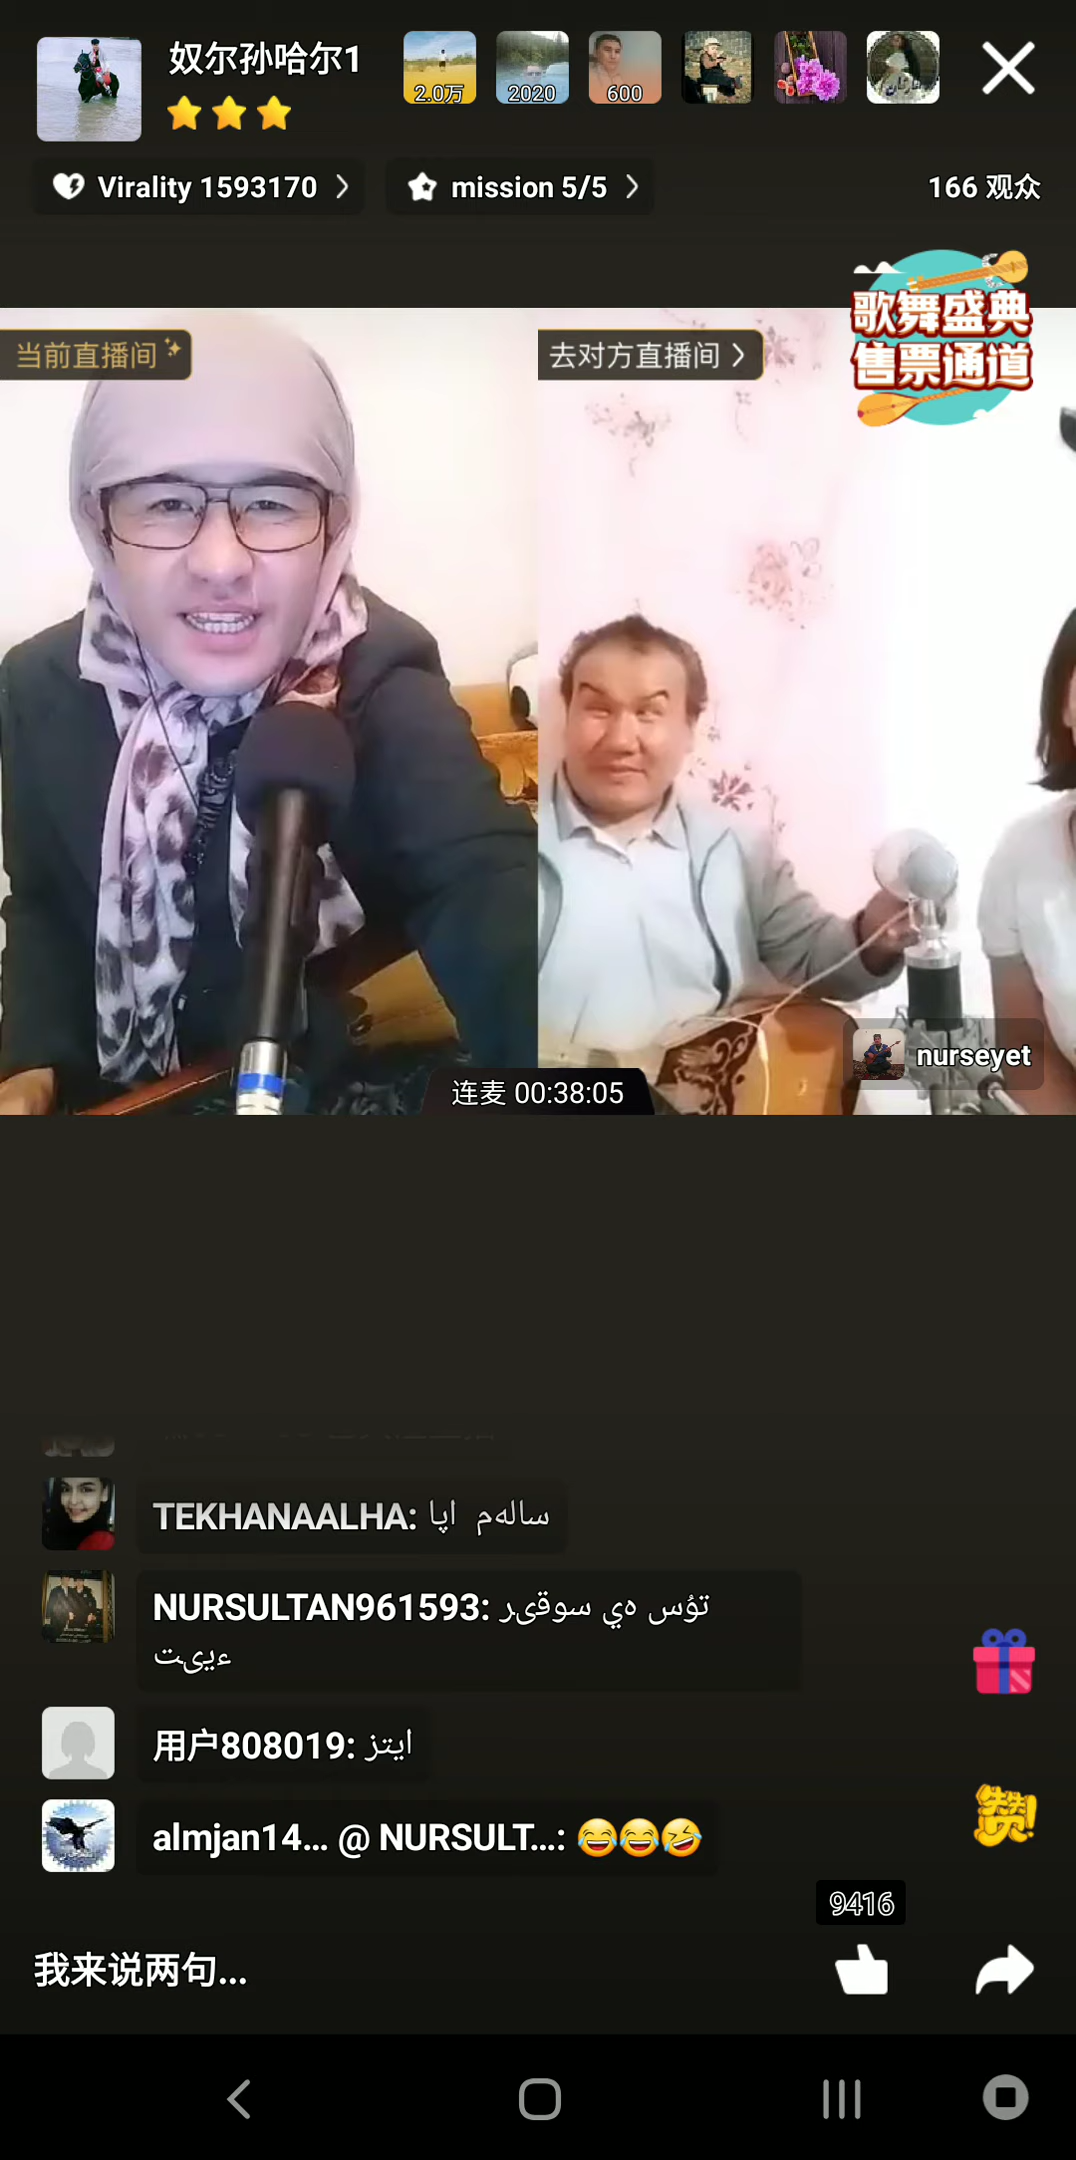 奴尔孙哈尔1
2.0万
2020
600
Virality 1593170
mission 5/5
166 观众
歌舞盛典
售票通道
当前直播间
去对方直播间
nurseyet
连麦 00:38:05
TEKHANAALHA: سالەم اپا
NURSULTAN961593: تؤس ەي سوقىر
ءيىت
用户808019: ايتز
almjan14... @ NURSULT...: 😂😂🤣
赞!
9416
我来说两句...